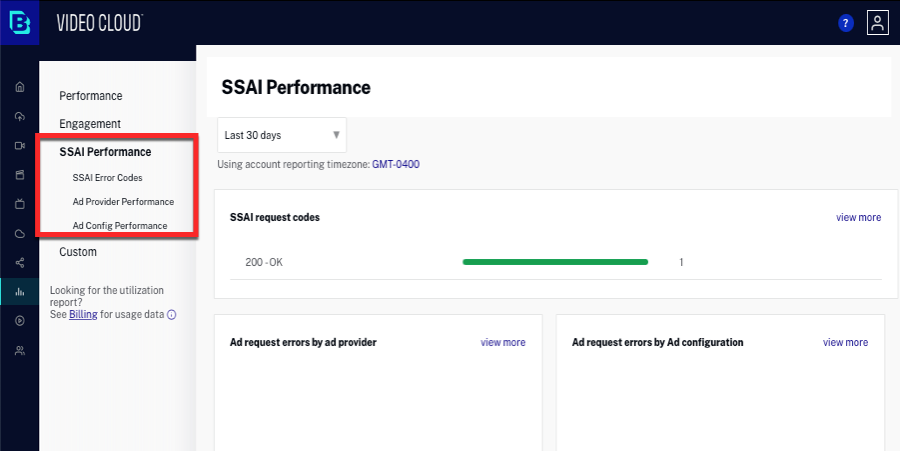 VIDEO CLOUD™
?
Performance
Engagement
SSAI Performance
SSAI Error Codes
Ad Provider Performance
Ad Config Performance
Custom
Looking for the utilization
report?
See Billing for usage data
SSAI Performance
Last 30 days
Using account reporting timezone: GMT-0400
SSAI request codes
view more
200 - OK
1
Ad request errors by ad provider
view more
Ad request errors by Ad configuration
view more